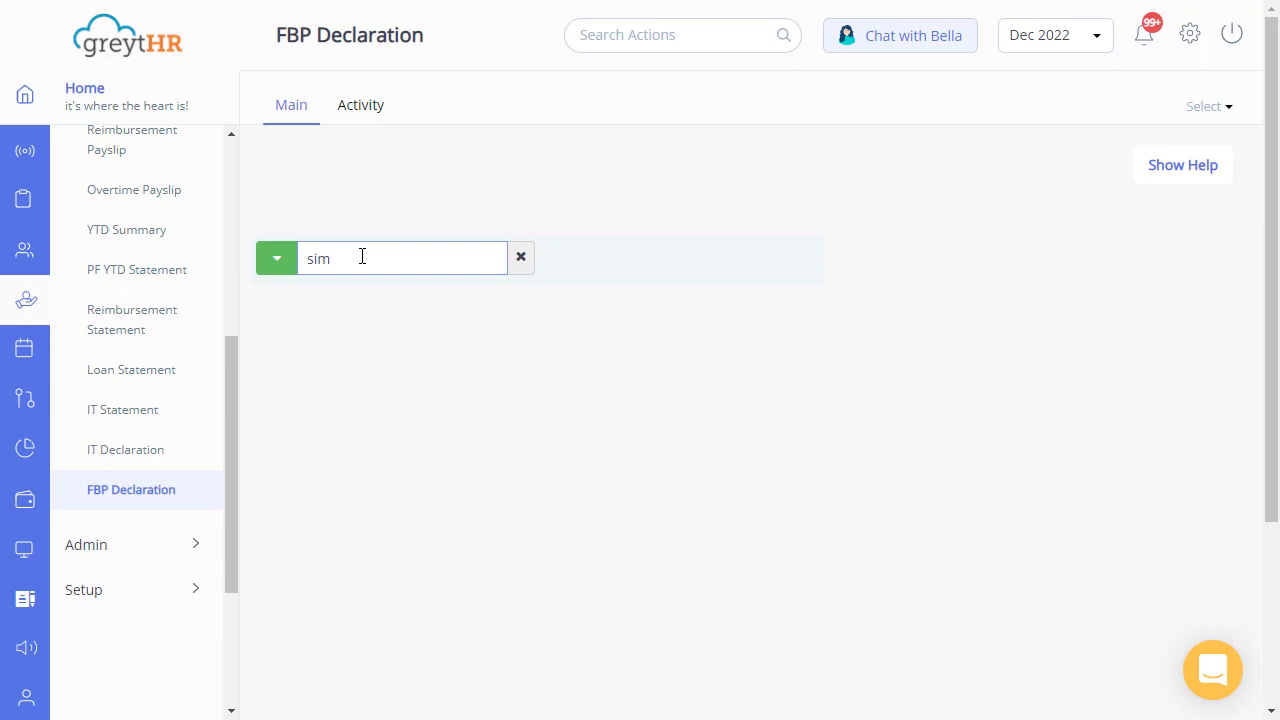 greytHR
FBP Declaration
Search Actions
Chat with Bella
Dec 2022
99+
Home
it's where the heart is!
Main
Activity
Select
Reimbursement
Payslip
Overtime Payslip
YTD Summary
PF YTD Statement
Reimbursement
Statement
Loan Statement
IT Statement
IT Declaration
FBP Declaration
Admin
Setup
Show Help
sim